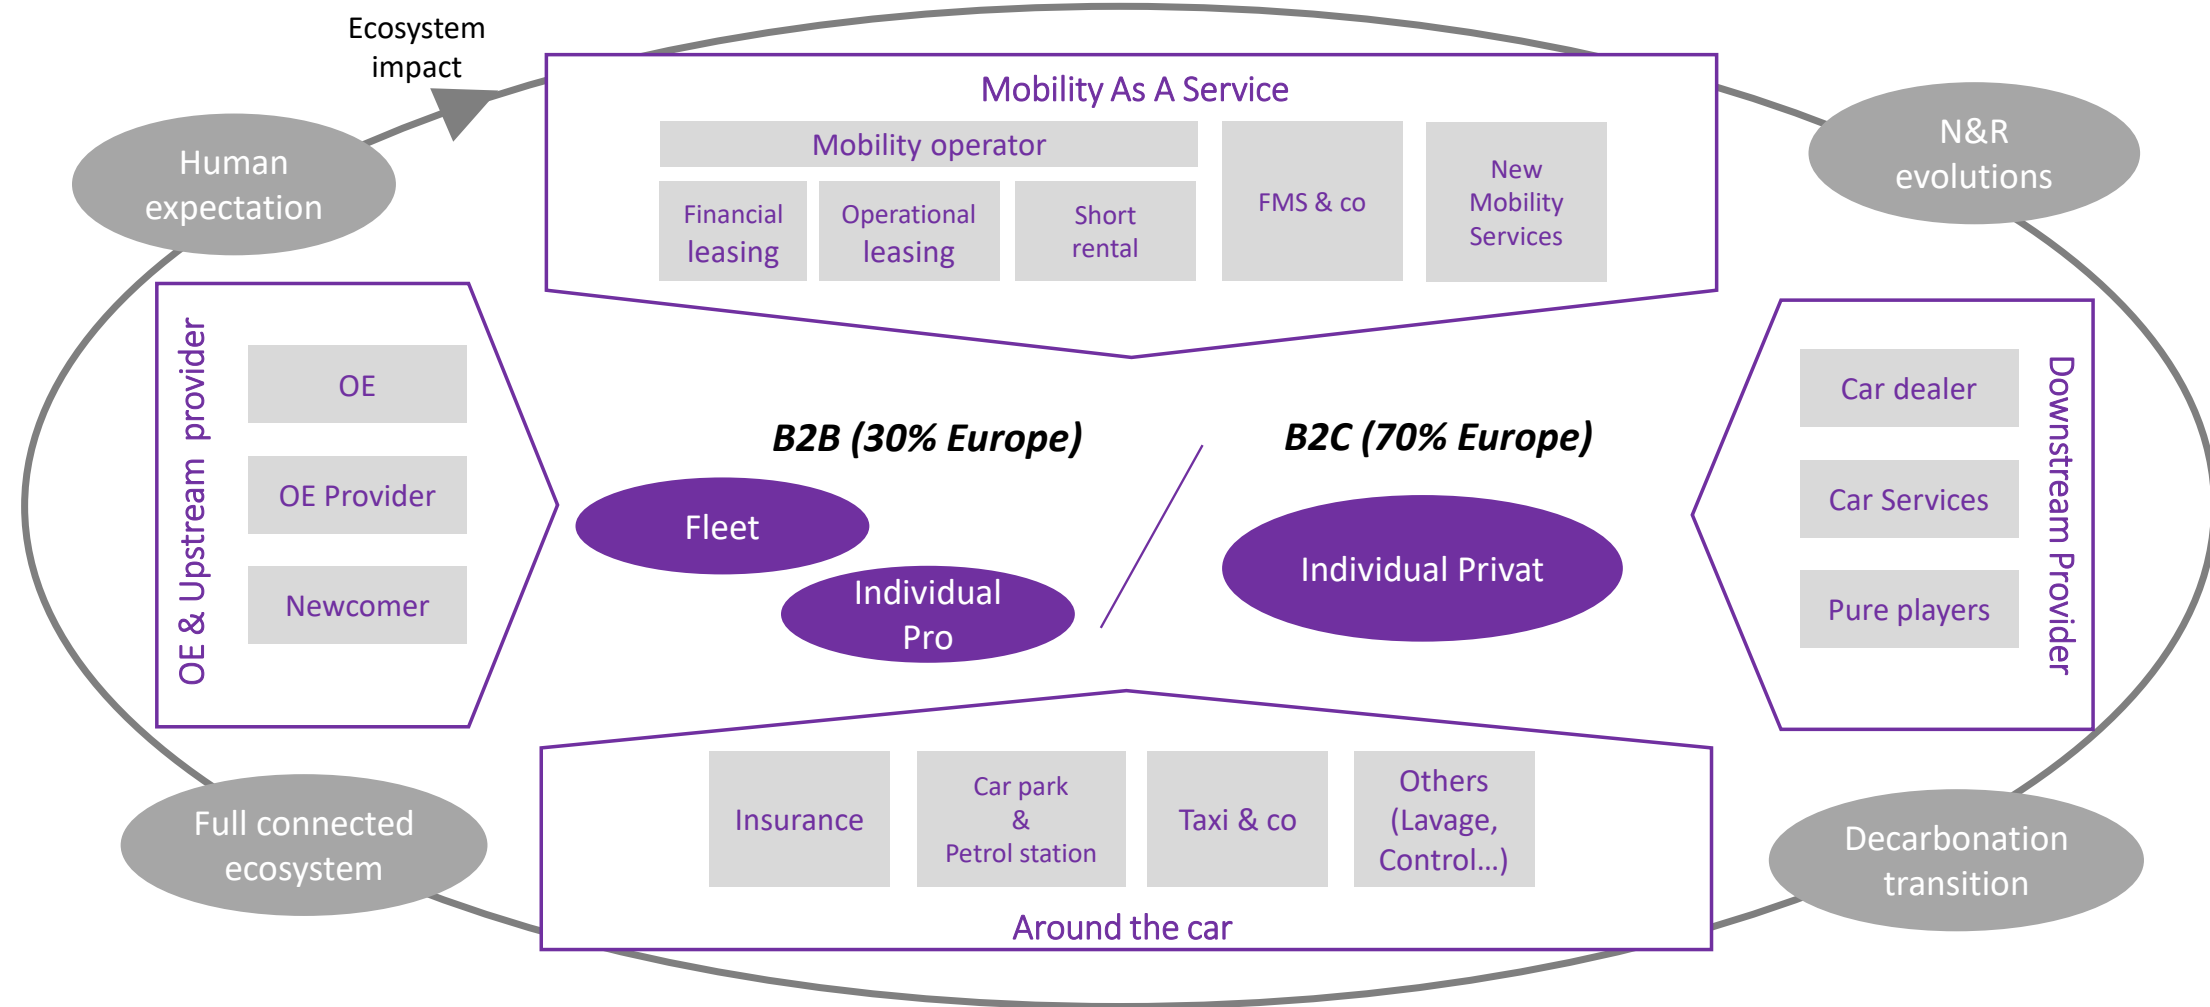 Ecosystem
impact
Mobility As A Service
Mobility operator
Financial
leasing
Operational
leasing
Short
rental
FMS & co
New
Mobility
Services
Human
expectation
N&R
evolutions
OE & Upstream provider
OE
OE Provider
Newcomer
B2B (30% Europe)
B2C (70% Europe)
Fleet
Individual
Pro
Individual Privat
Car dealer
Car Services
Pure players
Downstream Provider
Full connected
ecosystem
Insurance
Car park
&
Petrol station
Taxi & co
Others
(Lavage,
Control...)
Around the car
Decarbonation
transition